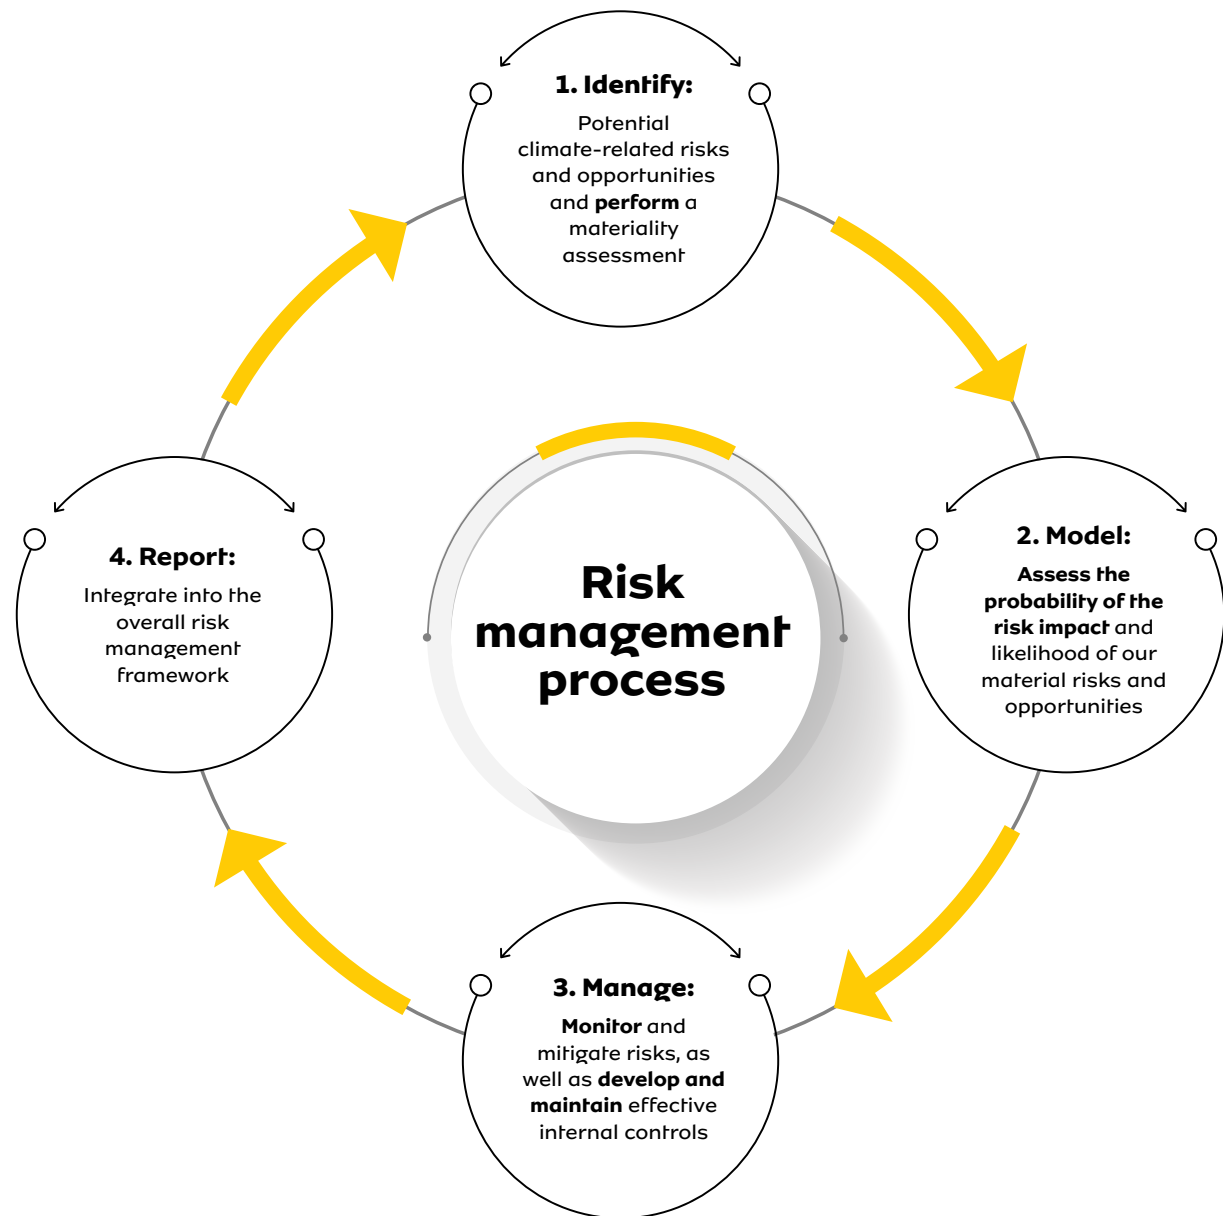 1. Identify:
Potential
climate-related risks
and opportunities
and perform a
materiality
assessment
2. Model:
Assess the
probability of the
risk impact and
likelihood of our
material risks and
opportunities
3. Manage:
Monitor and
mitigate risks, as
well as develop and
maintain effective
internal controls
4. Report:
Integrate into the
overall risk
management
framework
Risk
management
process